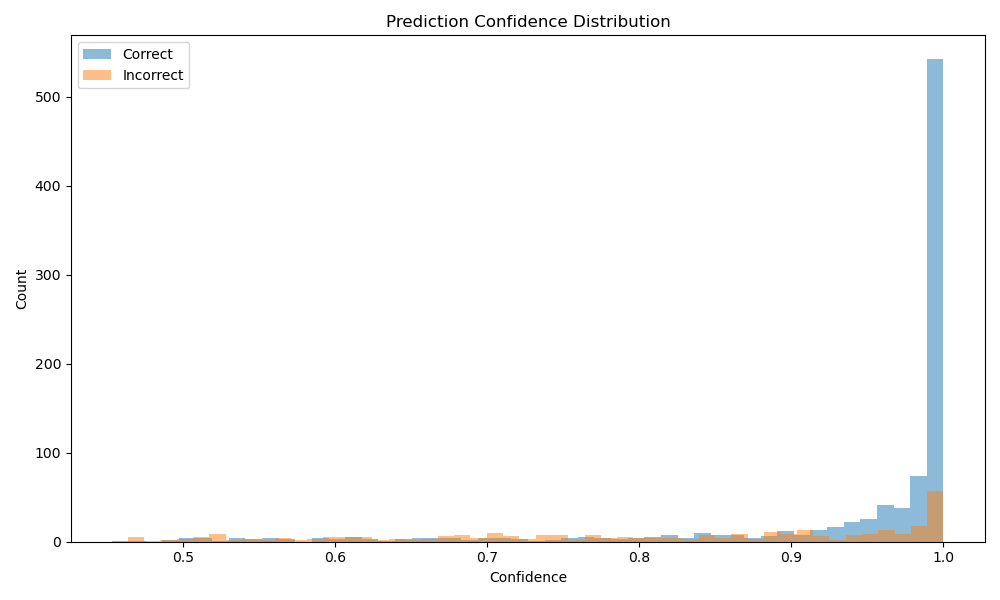 Prediction Confidence Distribution
Correct
Incorrect
Count
500
400
300
200
100
0
0.5 0.6 0.7 0.8 0.9 1.0
Confidence